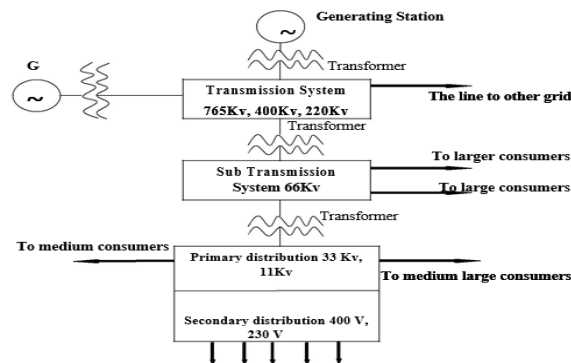 Generating Station
~
Transformer
G
~
Transmission System
765Kv, 400Kv, 220Kv
The line to other grid
Transformer
Sub Transmission
System 66Kv
To larger consumers
To large consumers
Transformer
To medium consumers
Primary distribution 33 Kv,
11Kv
To medium large consumers
Secondary distribution 400 V,
230 V